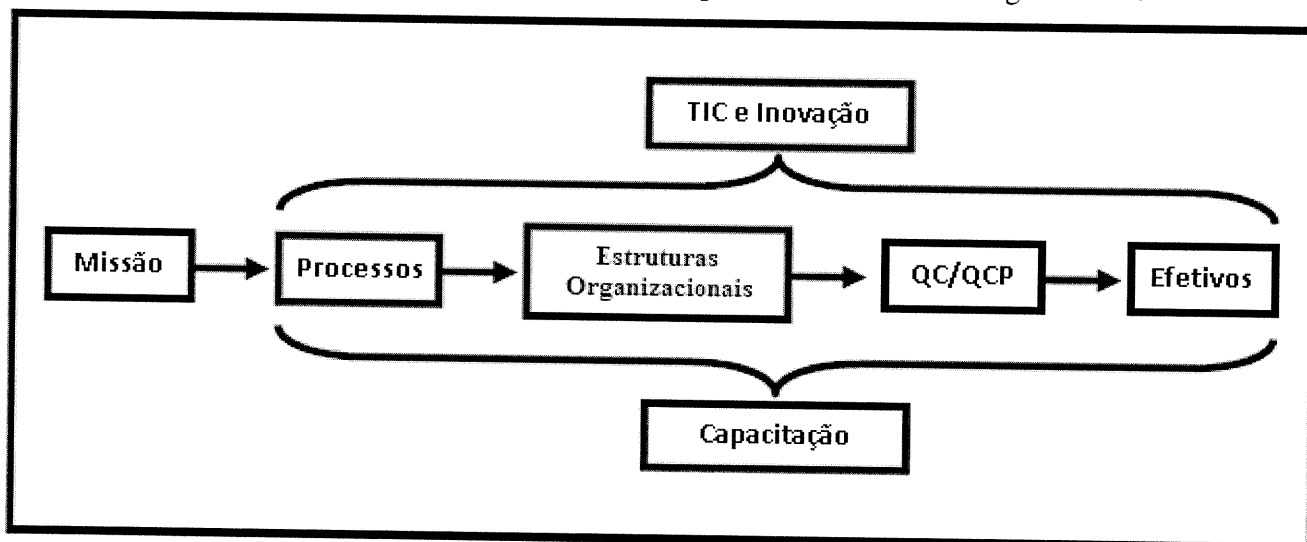 TIC e Inovação
Missão
Processos
Estruturas
Organizacionais
QC/QCP
Efetivos
Capacitação